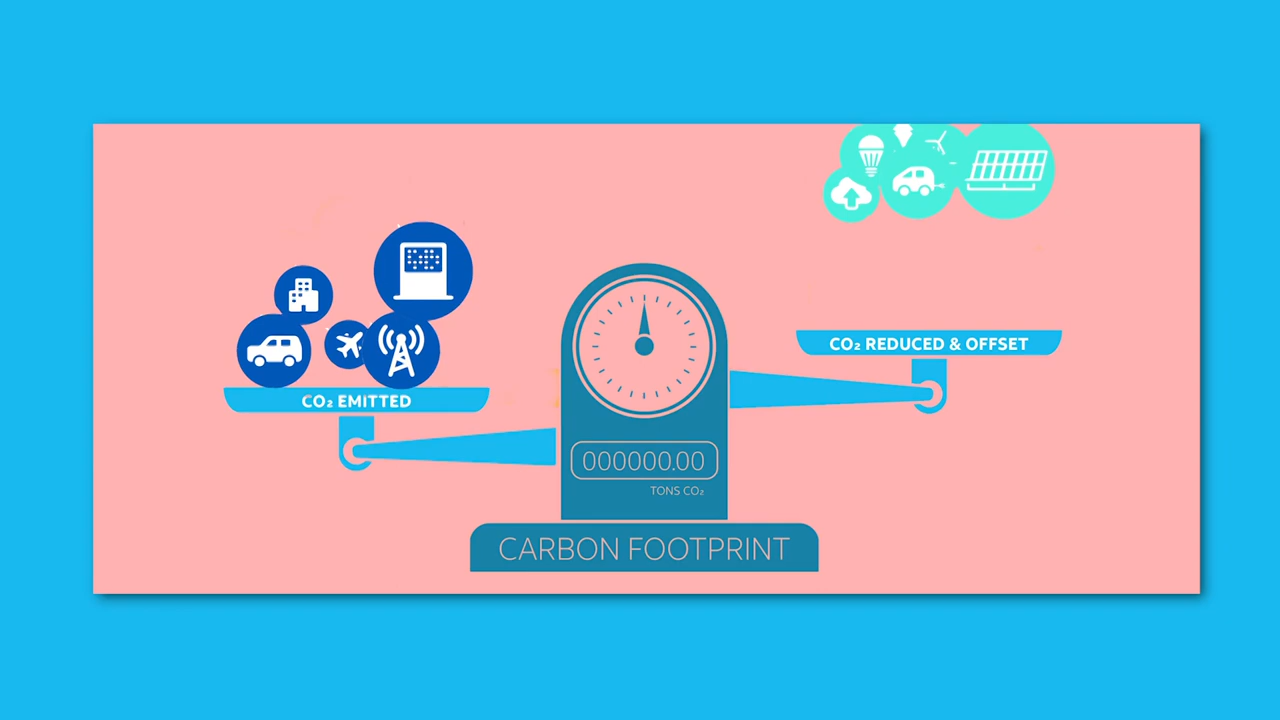 CO₂ EMITTED
CO₂ REDUCED & OFFSET
000000.00
TONS CO₂
CARBON FOOTPRINT